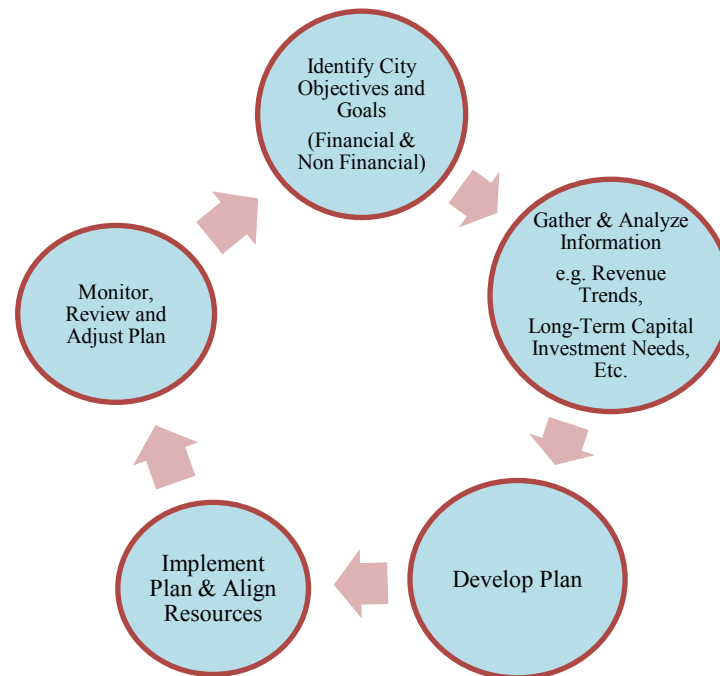 Identify City
Objectives and
Goals
(Financial &
Non Financial)
Gather & Analyze
Information
e.g. Revenue
Trends,
Long-Term Capital
Investment Needs,
Etc.
Develop Plan
Implement
Plan & Align
Resources
Monitor,
Review and
Adjust Plan